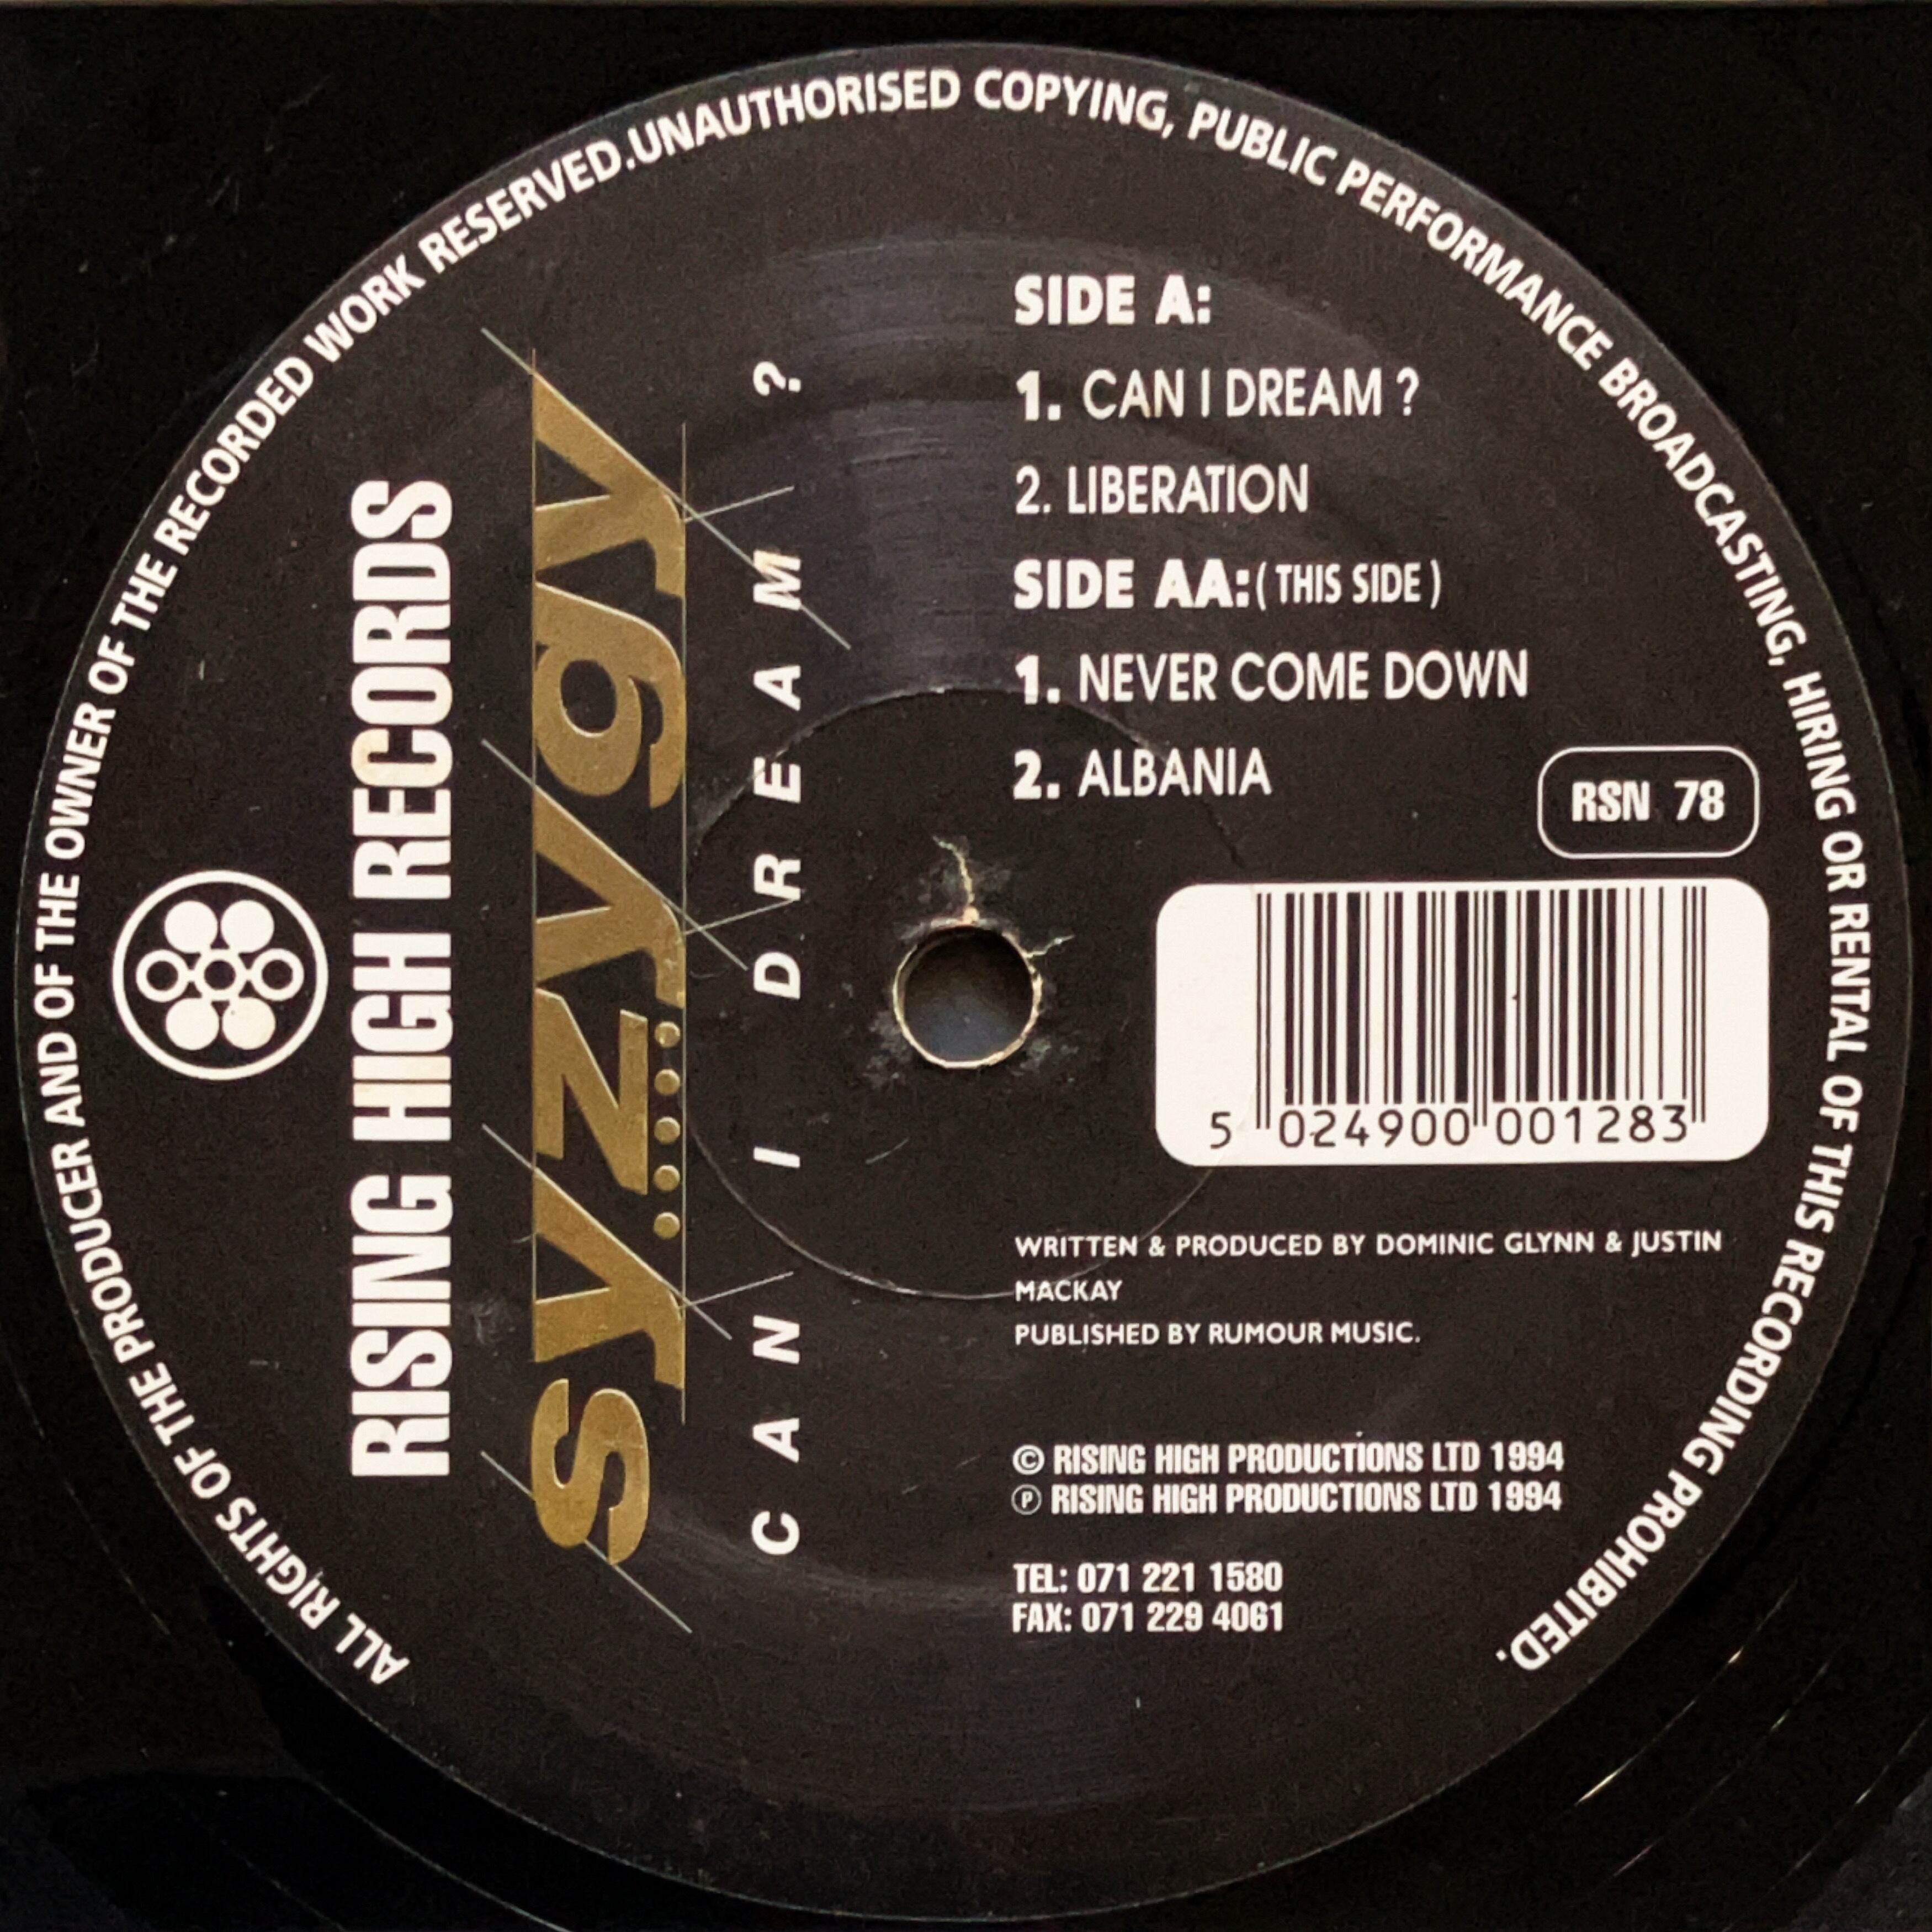 ALL RIGHTS OF THE PRODUCER AND OF THE OWNER OF THE RECORDED WORK RESERVED.UNAUTHORISED COPYING, PUBLIC PERFORMANCE BROADCASTING, HIRING OR RENTAL OF THIS RECORDING PROHIBITED.
RISING HIGH RECORDS
syzygy
CAN I DREAM ?
SIDE A:
1. CAN I DREAM ?
2. LIBERATION
SIDE AA:( THIS SIDE )
1. NEVER COME DOWN
2. ALBANIA
RSN 78
5 024900 001283
WRITTEN & PRODUCED BY DOMINIC GLYNN & JUSTIN
MACKAY
PUBLISHED BY RUMOUR MUSIC.
© RISING HIGH PRODUCTIONS LTD 1994
℗ RISING HIGH PRODUCTIONS LTD 1994
TEL: 071 221 1580
FAX: 071 229 4061